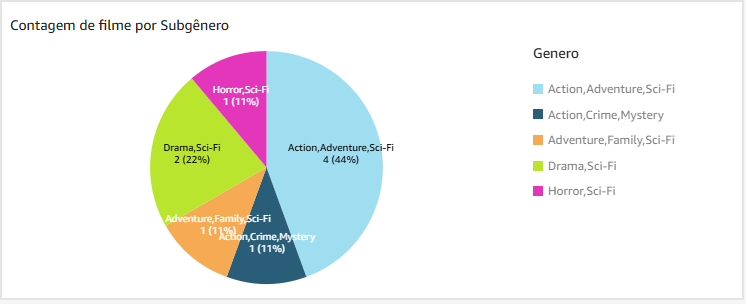 Contagem de filme por Subgênero
Genero
Action,Adventure,Sci-Fi
Action,Crime,Mystery
Adventure,Family,Sci-Fi
Drama,Sci-Fi
Horror,Sci-Fi
Horror,Sci-Fi
1 (11%)
Drama,Sci-Fi
2 (22%)
Action,Adventure,Sci-Fi
4 (44%)
Adventure,Family,Sci-Fi
1 (11%)
Action,Crime,Mystery
1 (11%)